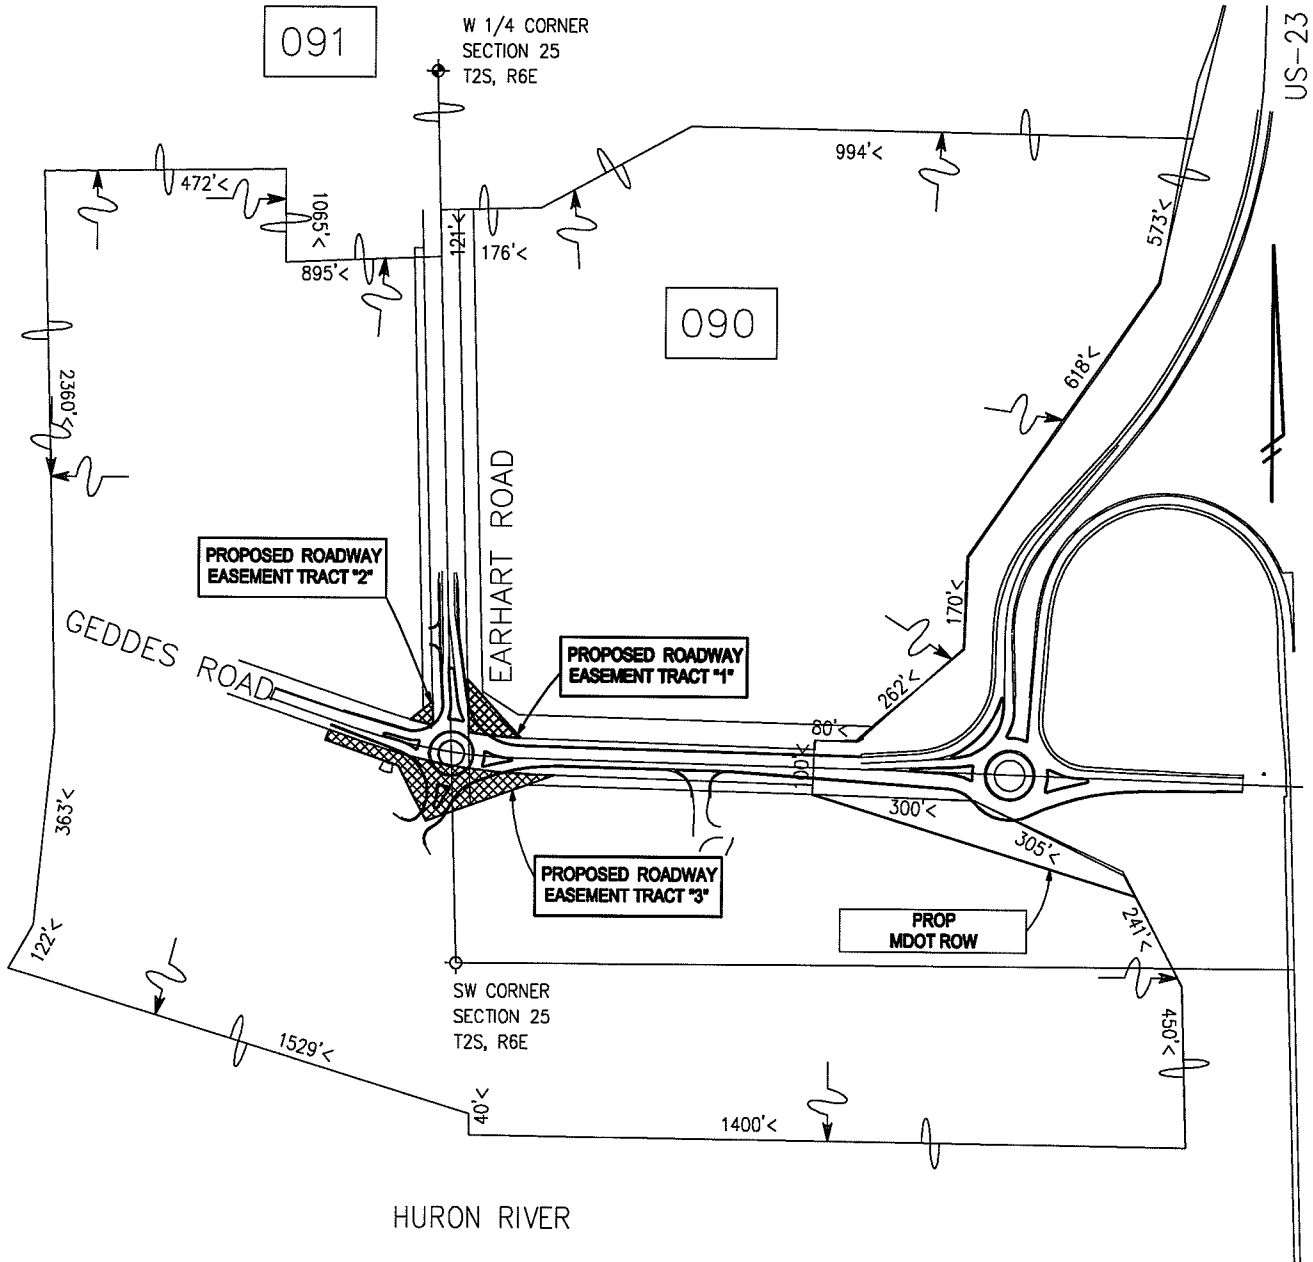 091
W 1/4 CORNER
SECTION 25
T2S, R6E
US-23
994'<
472'<
1065'<
895'<
121'<
176'<
573'<
090
618'<
2360'<
EARHART ROAD
PROPOSED ROADWAY
EASEMENT TRACT "2"
GEDDES ROAD
170'<
PROPOSED ROADWAY
EASEMENT TRACT "1"
262'<
80'<
100'<
363'<
300'<
305'<
PROPOSED ROADWAY
EASEMENT TRACT "3"
PROP
MDOT ROW
241'<
122'<
SW CORNER
SECTION 25
T2S, R6E
450'<
1529'<
40'<
1400'<
HURON RIVER